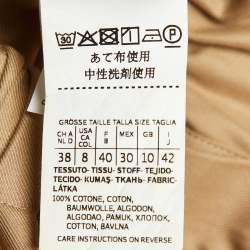 あて布使用
中性洗剤使用
GRÖSSE TAILLE TALLA SIZE TAGLIA
CH A NL D USA CA F B MEX GB I J
38 8 40 30 10 42
TESSUTO-TISSU- STOFF- TEJIDO-
TECIDO- KUMAŞ- ТКАНЬ- FABRIC-
LÁTKA
100% COTONE, COTON,
BAUMWOLLE, ALGODON,
ALGODAO, PAMUK, ХЛОПОК,
COTTON, BAVLNA
CARE INSTRUCTIONS ON REVERSE